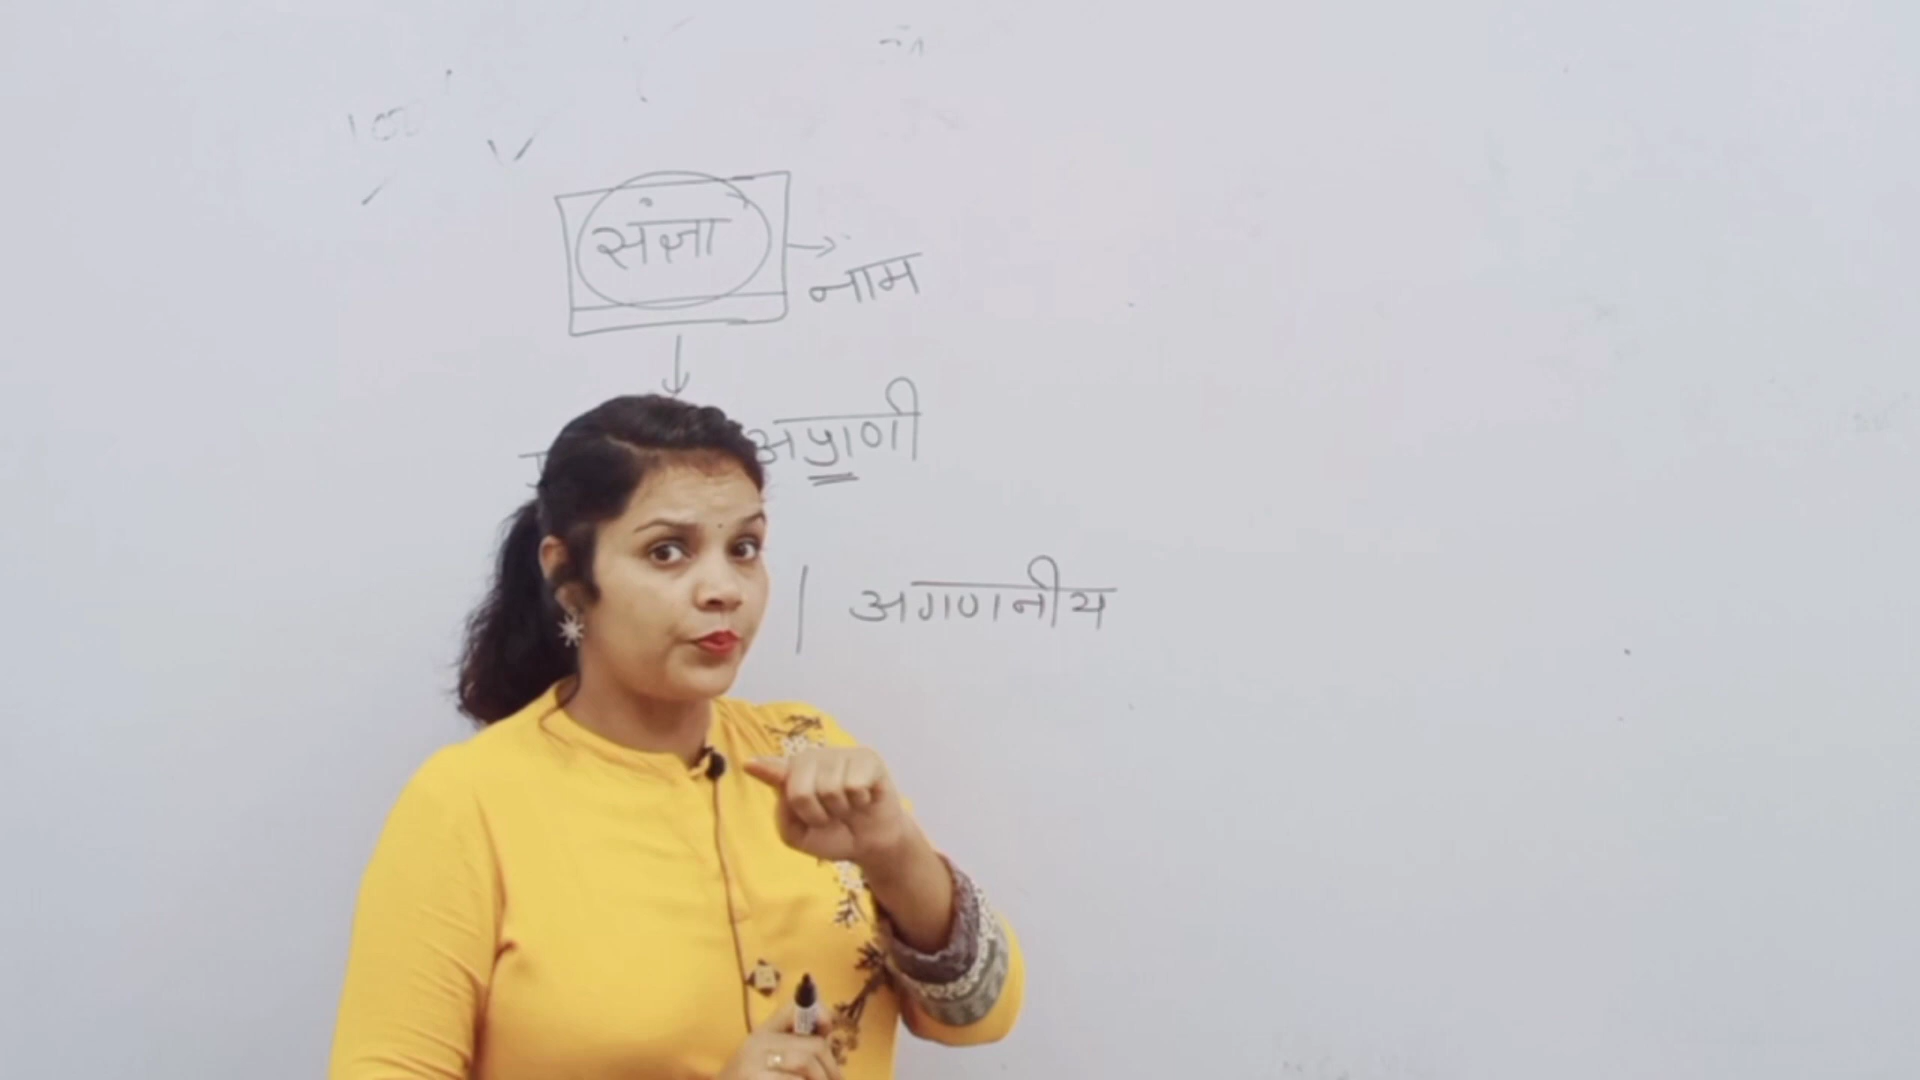 संज्ञा
नाम
अप्राणी
अगणनीय